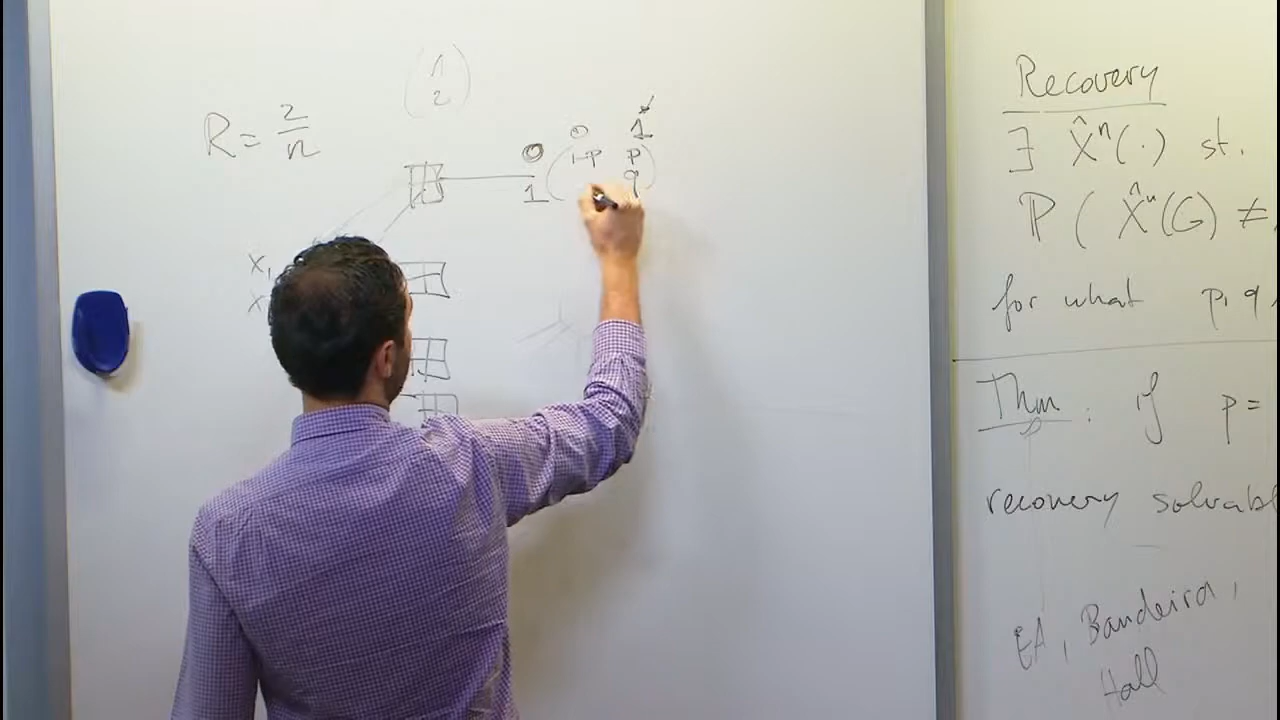 1
2
R = 2/n
0 1
0 1-p p
1 q
x1
x
Recovery
∃ X̂ⁿ(·) st.
P( X̂ⁿ(G) ≠
for what p, q
Thm : if p =
recovery solvabl
EA, Bandeira,
Hall